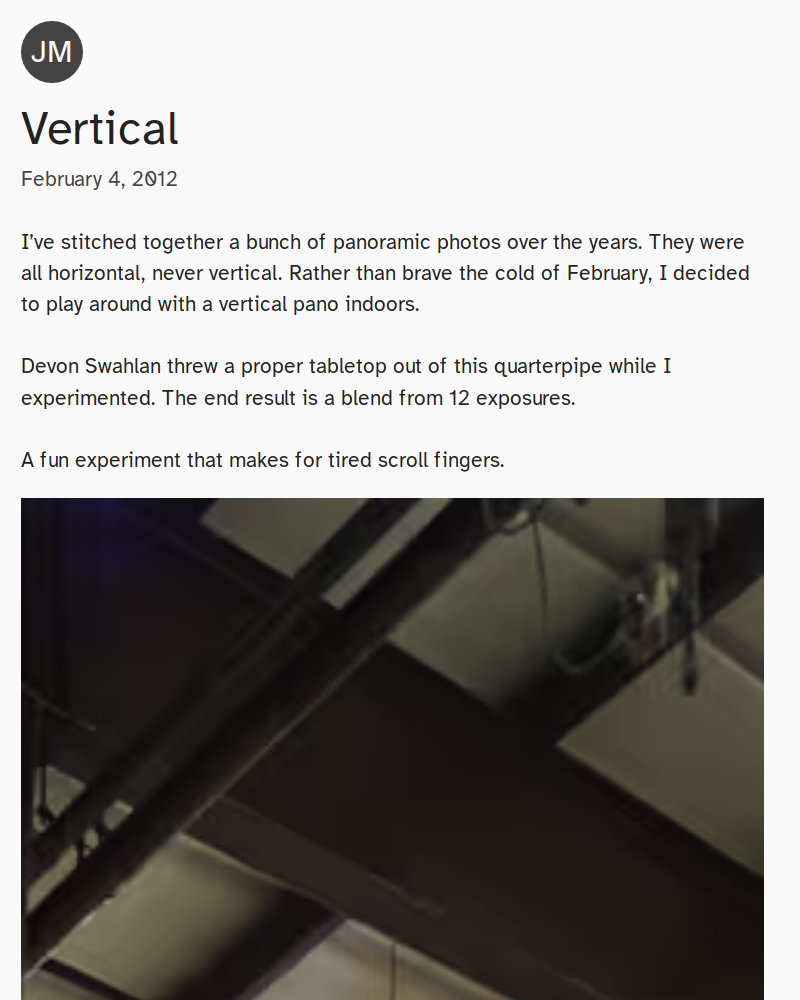 JM
Vertical
February 4, 2012
I’ve stitched together a bunch of panoramic photos over the years. They were
all horizontal, never vertical. Rather than brave the cold of February, I decided
to play around with a vertical pano indoors.
Devon Swahlan threw a proper tabletop out of this quarterpipe while I
experimented. The end result is a blend from 12 exposures.
A fun experiment that makes for tired scroll fingers.